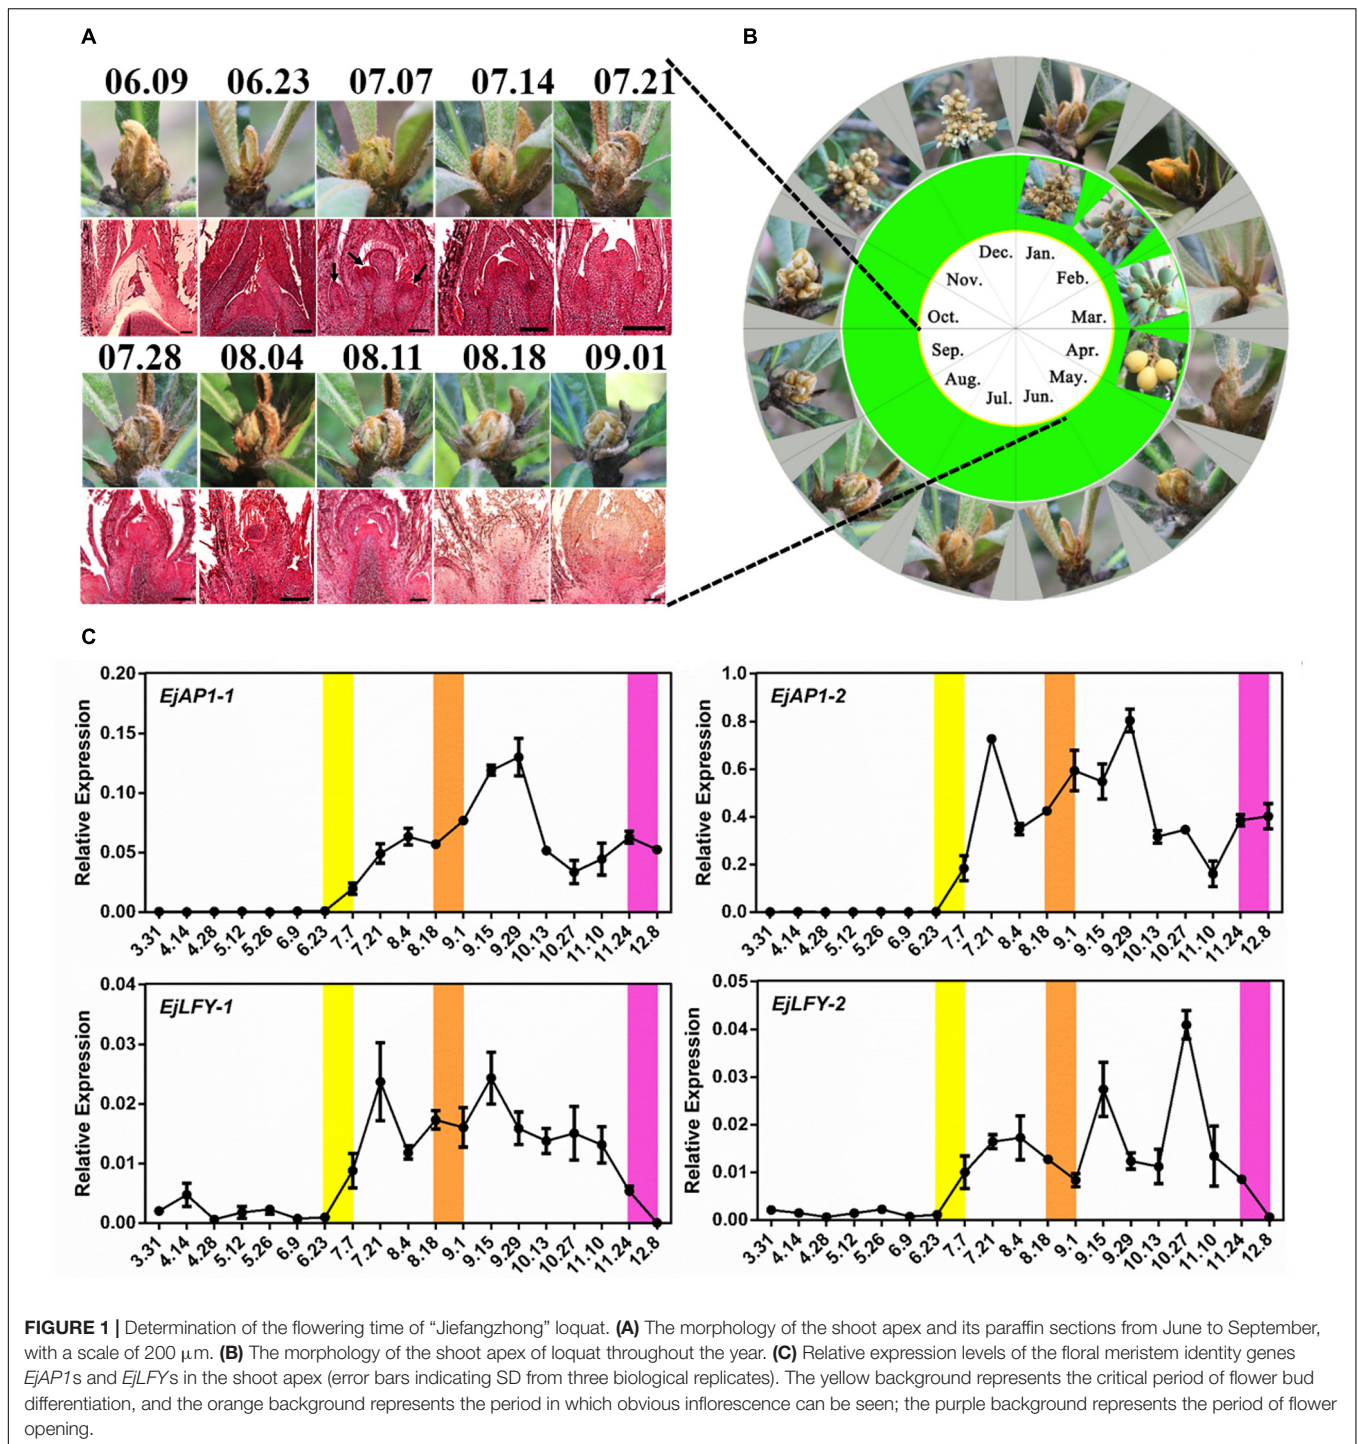 A
B
06.09 06.23 07.07 07.14 07.21
07.28 08.04 08.11 08.18 09.01
Dec. Jan.
Nov. Feb.
Oct. Mar.
Sep. Apr.
Aug. May.
Jul. Jun.
C
EjAP1-1
Relative Expression
0.20
0.15
0.10
0.05
0.00
3.31 4.14 4.28 5.12 5.26 6.9 6.23 7.7 7.21 8.4 8.18 9.1 9.15 9.29 10.13 10.27 11.10 11.24 12.8
EjAP1-2
Relative Expression
1.0
0.8
0.6
0.4
0.2
0.0
3.31 4.14 4.28 5.12 5.26 6.9 6.23 7.7 7.21 8.4 8.18 9.1 9.15 9.29 10.13 10.27 11.10 11.24 12.8
EjLFY-1
Relative Expression
0.04
0.03
0.02
0.01
0.00
3.31 4.14 4.28 5.12 5.26 6.9 6.23 7.7 7.21 8.4 8.18 9.1 9.15 9.29 10.13 10.27 11.10 11.24 12.8
EjLFY-2
Relative Expression
0.05
0.04
0.03
0.02
0.01
0.00
3.31 4.14 4.28 5.12 5.26 6.9 6.23 7.7 7.21 8.4 8.18 9.1 9.15 9.29 10.13 10.27 11.10 11.24 12.8
FIGURE 1 | Determination of the flowering time of “Jiefangzhong” loquat. (A) The morphology of the shoot apex and its paraffin sections from June to September,
with a scale of 200 μm. (B) The morphology of the shoot apex of loquat throughout the year. (C) Relative expression levels of the floral meristem identity genes
EjAP1s and EjLFYs in the shoot apex (error bars indicating SD from three biological replicates). The yellow background represents the critical period of flower bud
differentiation, and the orange background represents the period in which obvious inflorescence can be seen; the purple background represents the period of flower
opening.